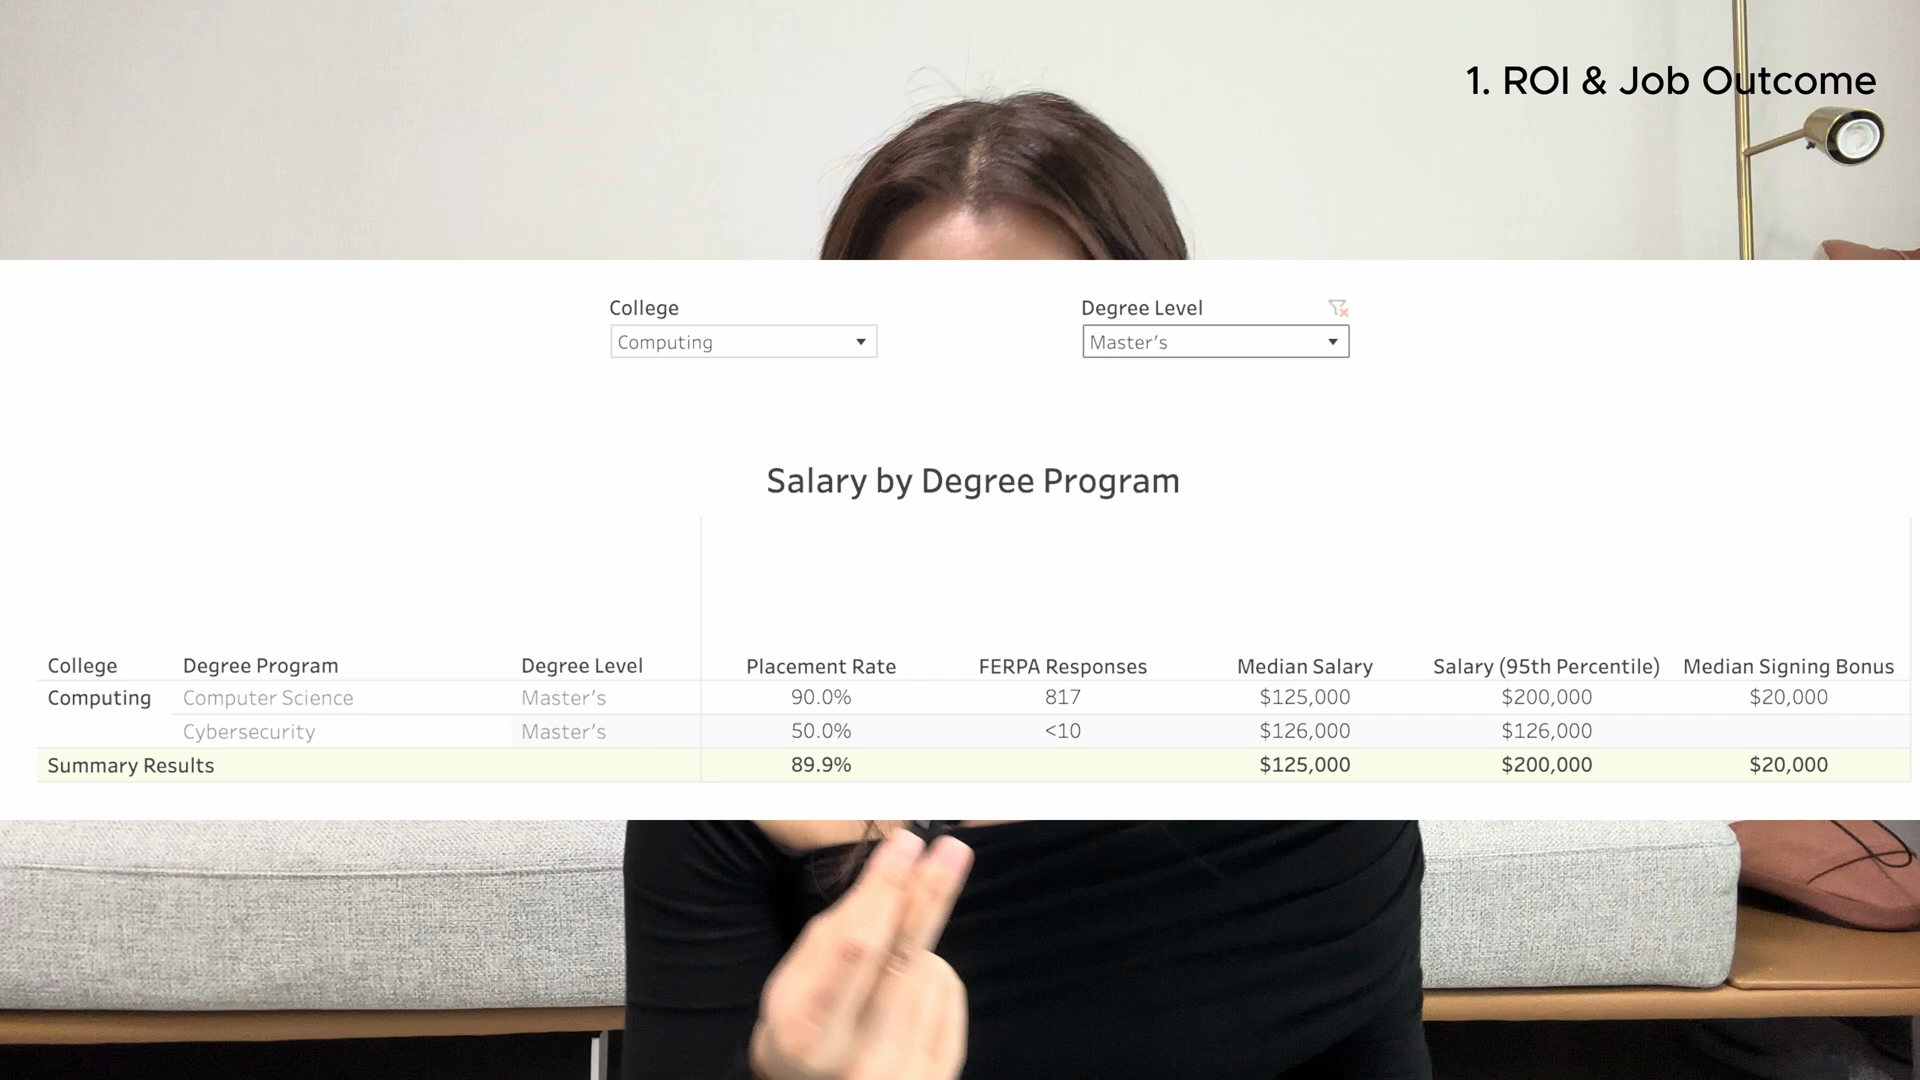 1. ROI & Job Outcome
College Degree Level
Computing Master's
Salary by Degree Program
College Degree Program Degree Level Placement Rate FERPA Responses Median Salary Salary (95th Percentile) Median Signing Bonus
Computing Computer Science Master's 90.0% 817 $125,000 $200,000 $20,000
Cybersecurity Master's 50.0% <10 $126,000 $126,000
Summary Results 89.9% $125,000 $200,000 $20,000